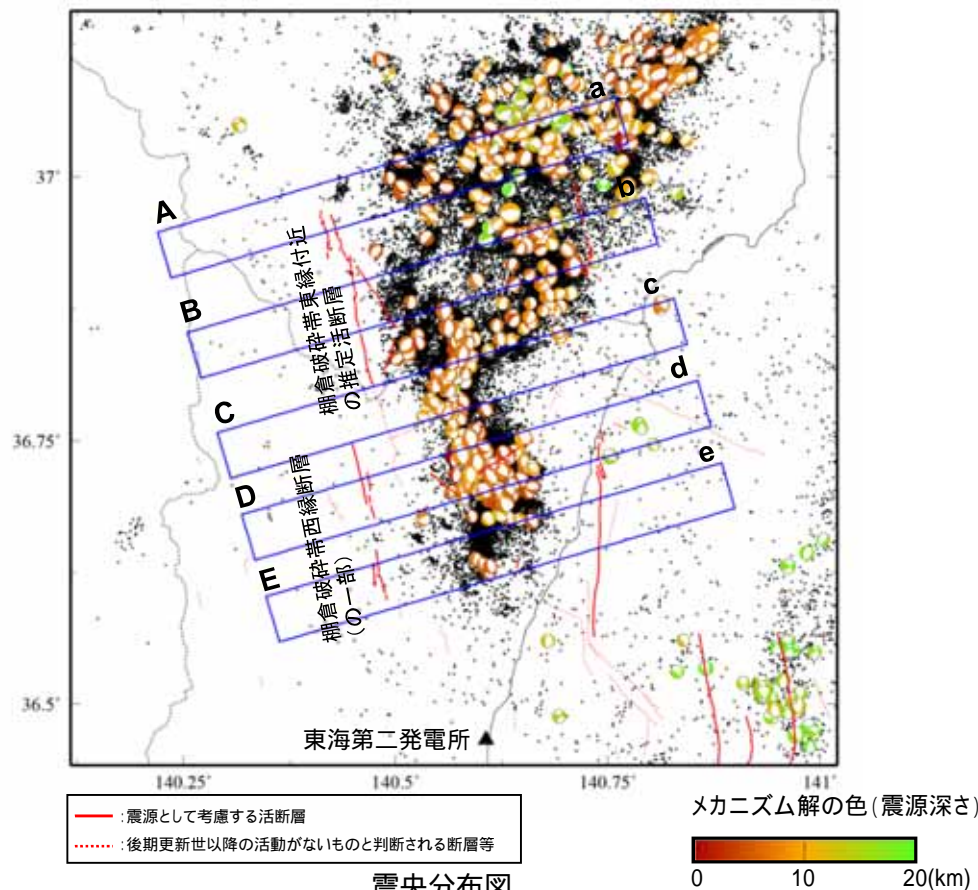 37°
36.75°
36.5°
140.25°
140.5°
140.75°
141°
A
a
B
b
C
c
D
d
E
e
棚倉破砕帯東縁付近
の推定活断層
棚倉破砕帯西縁断層
(の一部)
東海第二発電所
:震源として考慮する活断層
:後期更新世以降の活動がないものと判断される断層等
震央分布図
メカニズム解の色(震源深さ)
0 10 20(km)